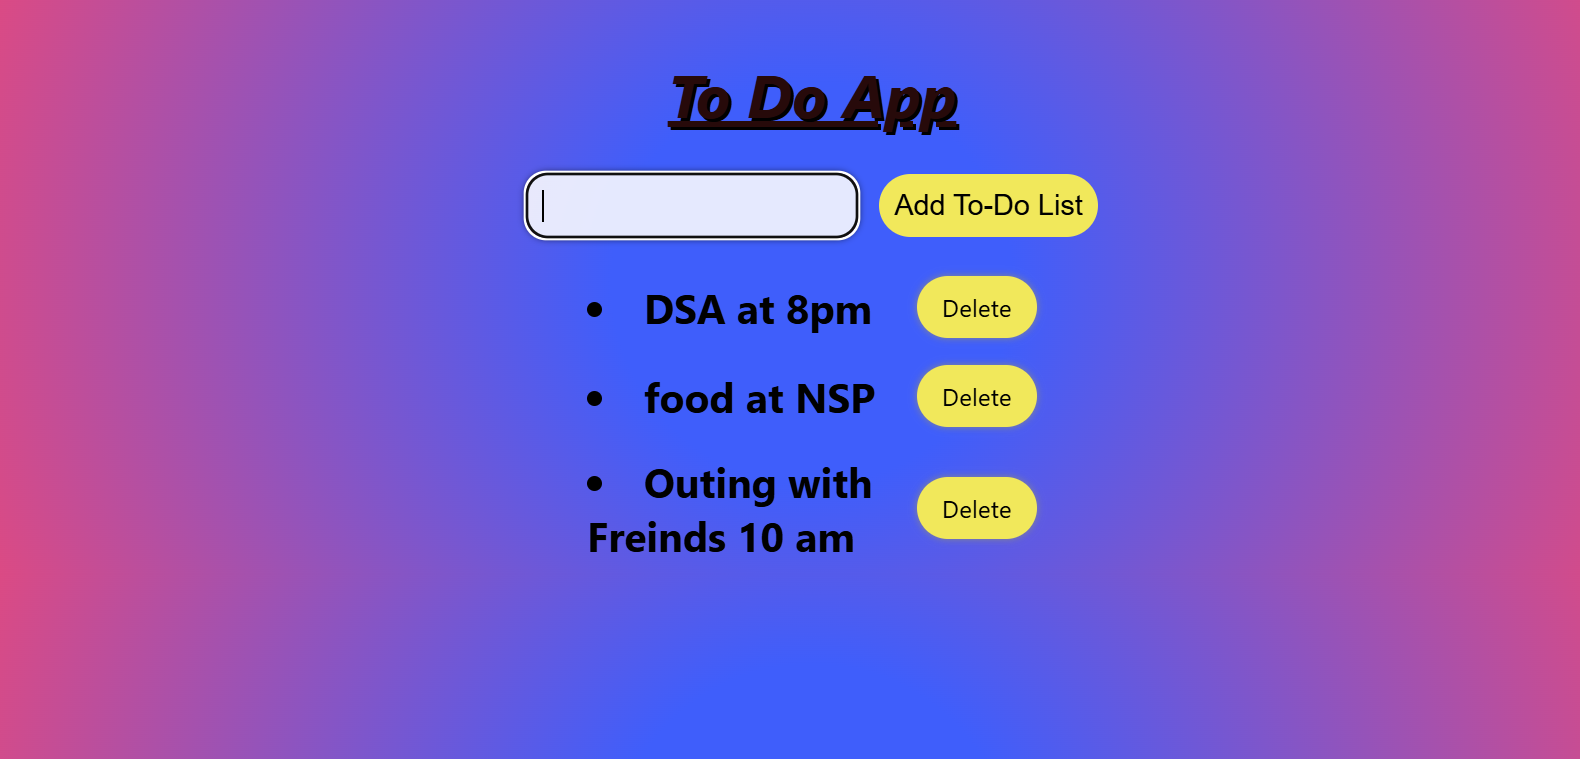 To Do App
Add To-Do List
DSA at 8pm
Delete
food at NSP
Delete
Outing with
Freinds 10 am
Delete